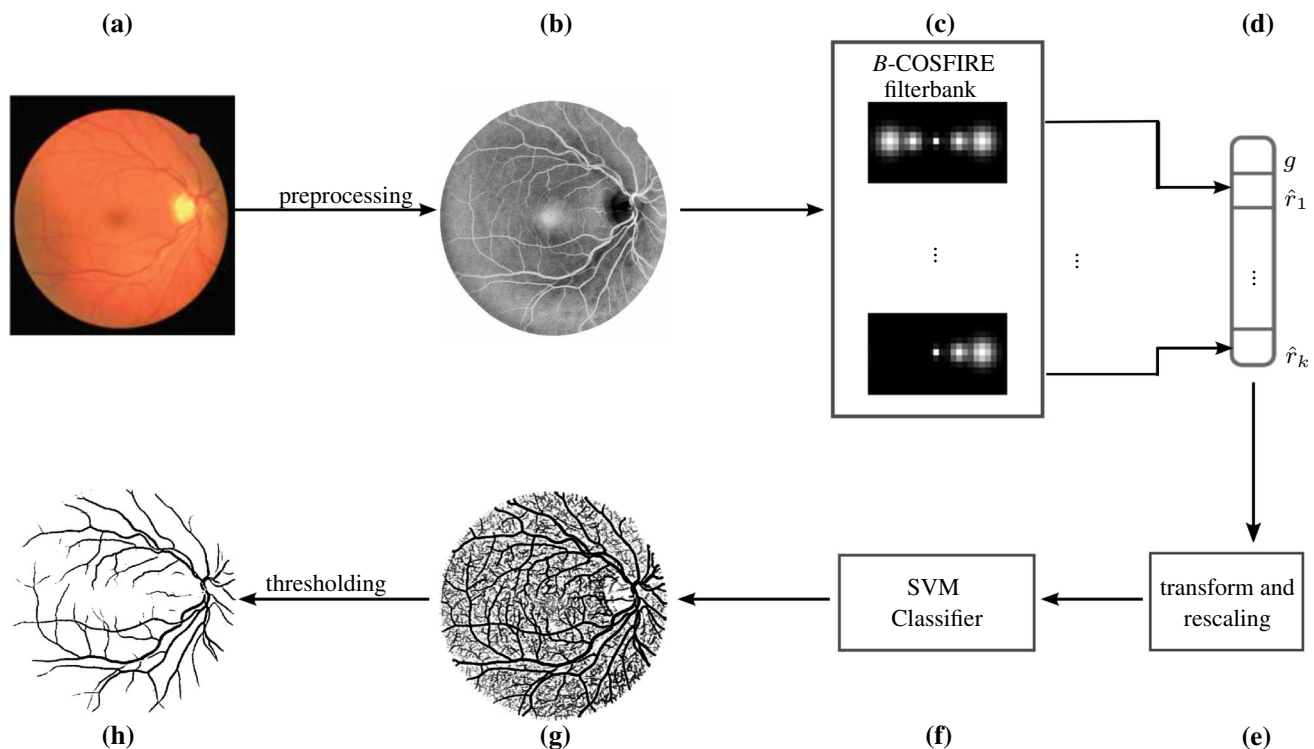 (a)
(b)
(c)
(d)
B-COSFIRE
filterbank
preprocessing
g
r̂1
⋮
⋮
⋮
r̂k
thresholding
SVM
Classifier
transform and
rescaling
(h)
(g)
(f)
(e)